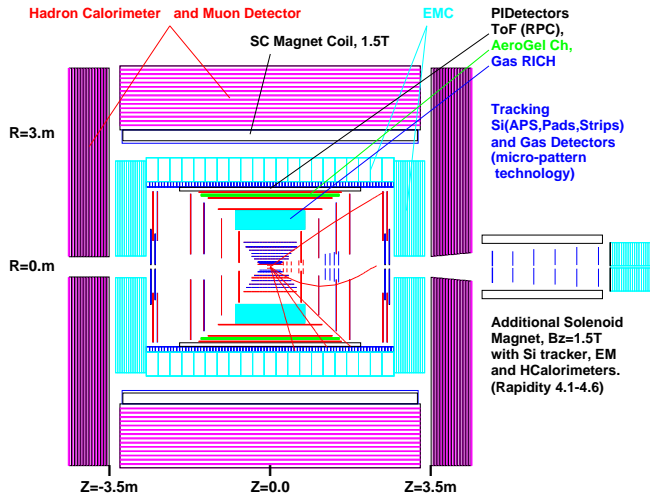 Hadron Calorimeter and Muon Detector
EMC
PIDetectors
ToF (RPC),
AeroGel Ch,
Gas RICH
SC Magnet Coil, 1.5T
R=3.m
Tracking
Si(APS,Pads,Strips)
and Gas Detectors
(micro-pattern
technology)
R=0.m
Additional Solenoid
Magnet, Bz=1.5T
with Si tracker, EM
and HCalorimeters.
(Rapidity 4.1-4.6)
Z=-3.5m
Z=0.0
Z=3.5m